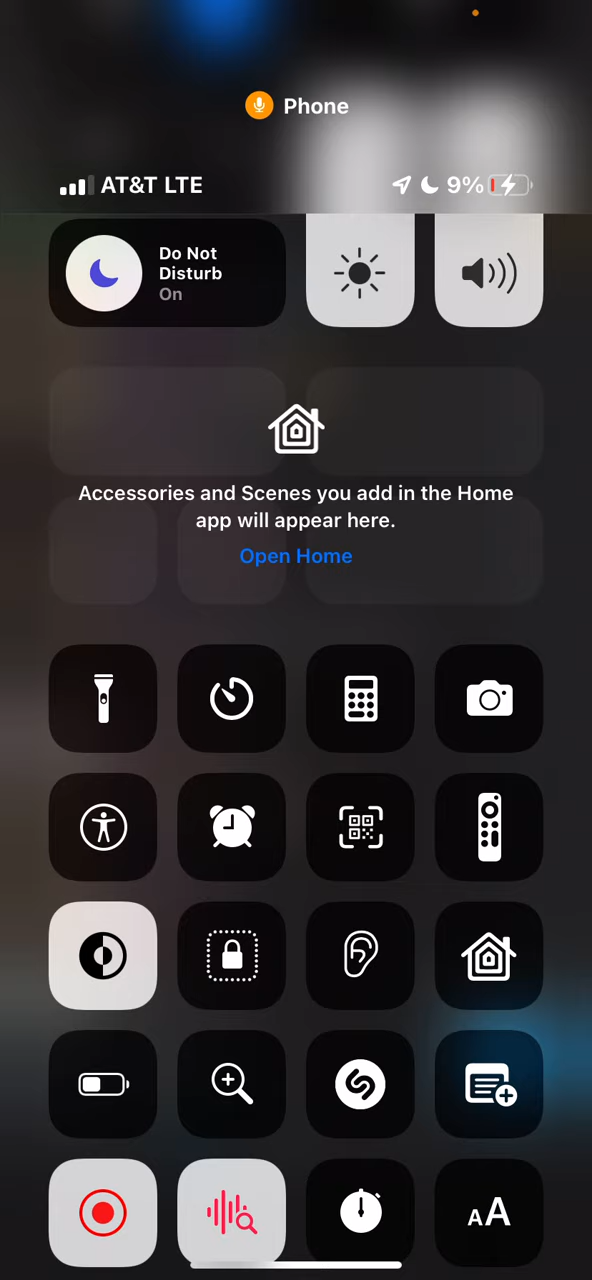 Phone
AT&T LTE 9%
Do Not
Disturb
On
Accessories and Scenes you add in the Home
app will appear here.
Open Home
AA